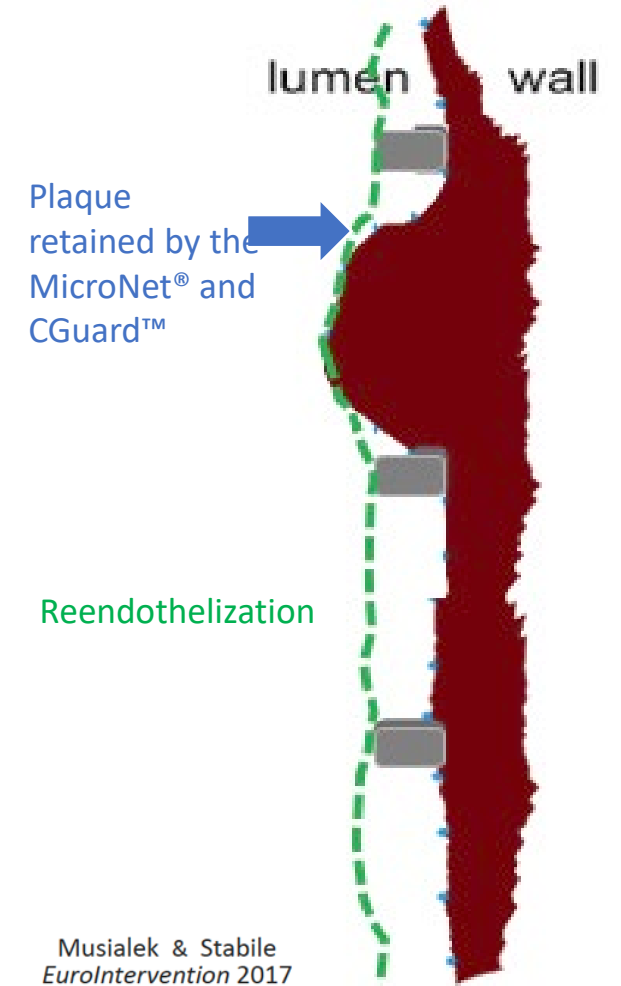 lumen wall
Plaque
retained by the
MicroNet® and
CGuard™
Reendothelization
Musialek & Stabile
EuroIntervention 2017